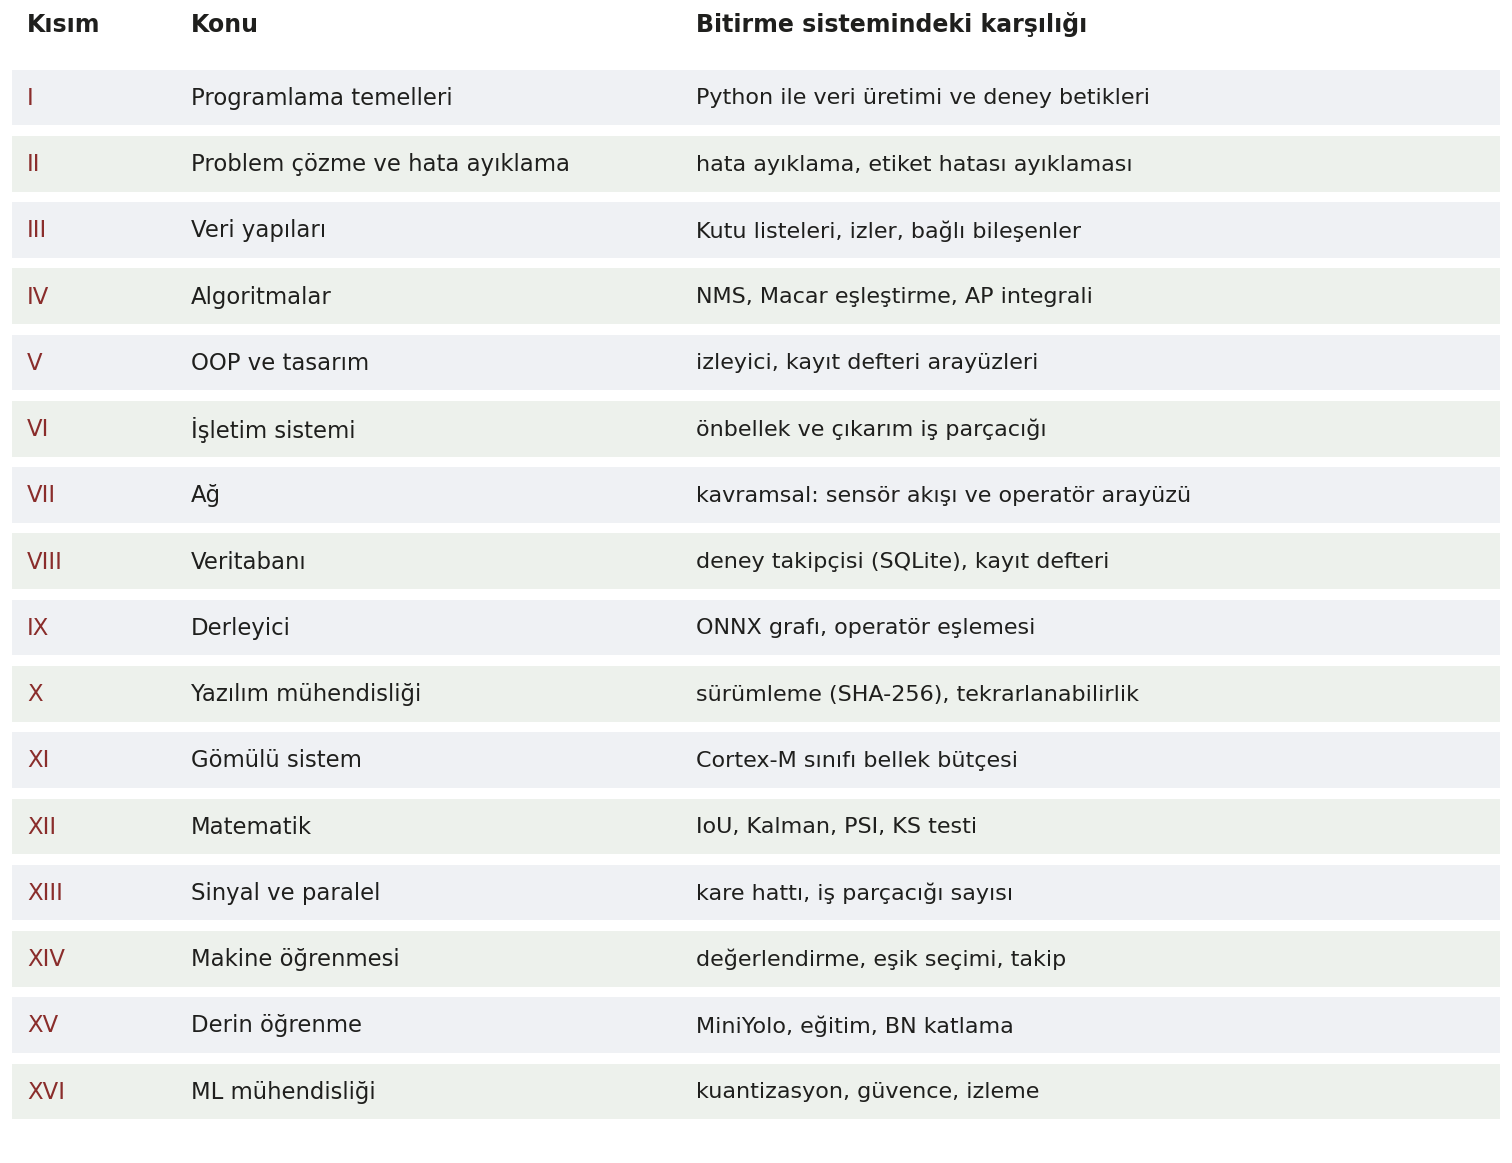 Kısım Konu Bitirme sistemindeki karşılığı
I Programlama temelleri Python ile veri üretimi ve deney betikleri
II Problem çözme ve hata ayıklama hata ayıklama, etiket hatası ayıklaması
III Veri yapıları Kutu listeleri, izler, bağlı bileşenler
IV Algoritmalar NMS, Macar eşleştirme, AP integrali
V OOP ve tasarım izleyici, kayıt defteri arayüzleri
VI İşletim sistemi önbellek ve çıkarım iş parçacığı
VII Ağ kavramsal: sensör akışı ve operatör arayüzü
VIII Veritabanı deney takipçisi (SQLite), kayıt defteri
IX Derleyici ONNX grafı, operatör eşlemesi
X Yazılım mühendisliği sürümleme (SHA-256), tekrarlanabilirlik
XI Gömülü sistem Cortex-M sınıfı bellek bütçesi
XII Matematik IoU, Kalman, PSI, KS testi
XIII Sinyal ve paralel kare hattı, iş parçacığı sayısı
XIV Makine öğrenmesi değerlendirme, eşik seçimi, takip
XV Derin öğrenme MiniYolo, eğitim, BN katlama
XVI ML mühendisliği kuantizasyon, güvence, izleme